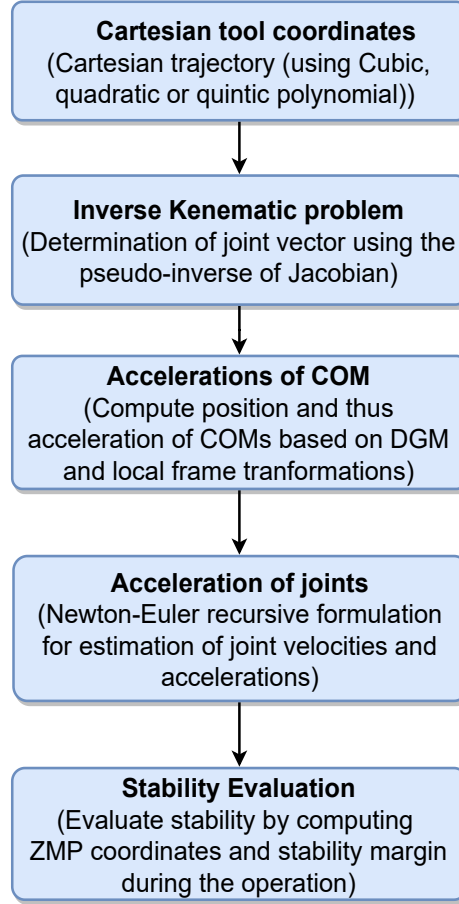 Cartesian tool coordinates
(Cartesian trajectory (using Cubic,
quadratic or quintic polynomial))
Inverse Kenematic problem
(Determination of joint vector using the
pseudo-inverse of Jacobian)
Accelerations of COM
(Compute position and thus
acceleration of COMs based on DGM
and local frame tranformations)
Acceleration of joints
(Newton-Euler recursive formulation
for estimation of joint velocities and
accelerations)
Stability Evaluation
(Evaluate stability by computing
ZMP coordinates and stability margin
during the operation)